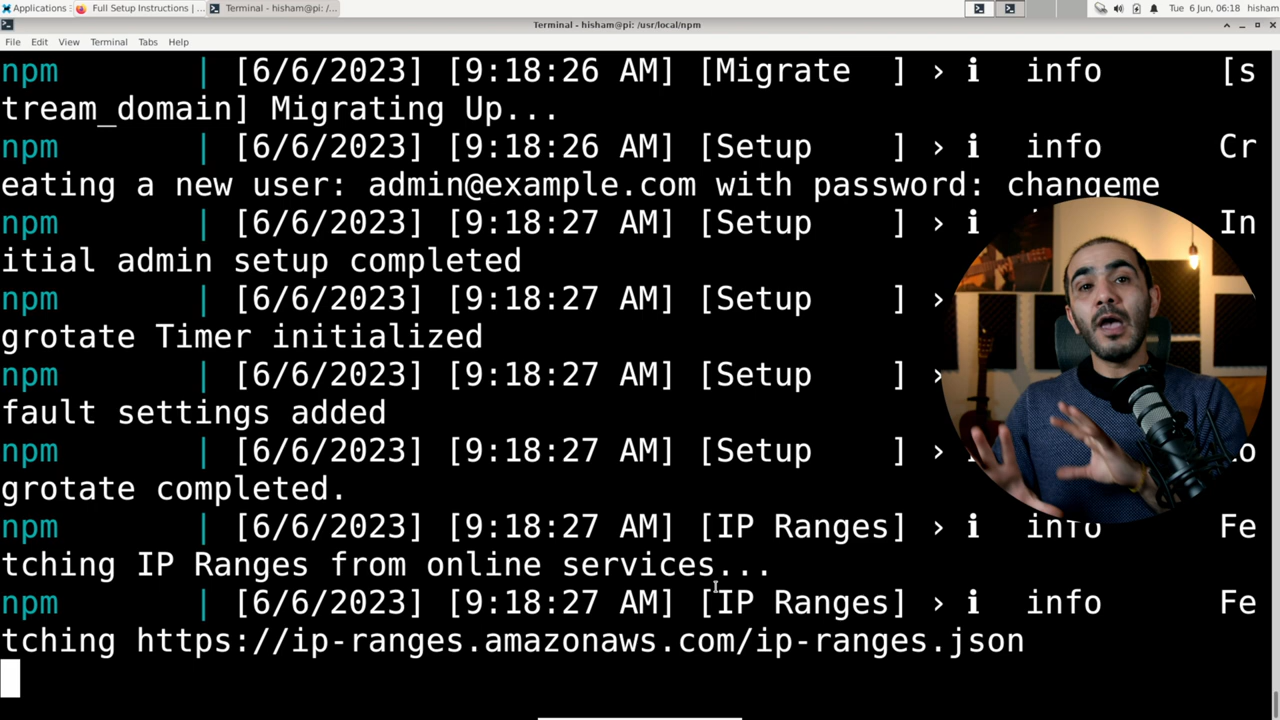 Applications
Full Setup Instructions | ...
Terminal - hisham@pi: /...
Tue 6 Jun, 06:18 hisham
Terminal - hisham@pi: /usr/local/npm
File Edit View Terminal Tabs Help
npm | [6/6/2023] [9:18:26 AM] [Migrate ] › ℹ info [s
tream_domain] Migrating Up...
npm | [6/6/2023] [9:18:26 AM] [Setup ] › ℹ info Cr
eating a new user: admin@example.com with password: changeme
npm | [6/6/2023] [9:18:27 AM] [Setup ] › ℹ In
itial admin setup completed
npm | [6/6/2023] [9:18:27 AM] [Setup
grotate Timer initialized
npm | [6/6/2023] [9:18:27 AM] [Setup ] ›
fault settings added
npm | [6/6/2023] [9:18:27 AM] [Setup ] › o
grotate completed.
npm | [6/6/2023] [9:18:27 AM] [IP Ranges] › ℹ info Fe
tching IP Ranges from online services...
npm | [6/6/2023] [9:18:27 AM] [IP Ranges] › ℹ info Fe
tching https://ip-ranges.amazonaws.com/ip-ranges.json